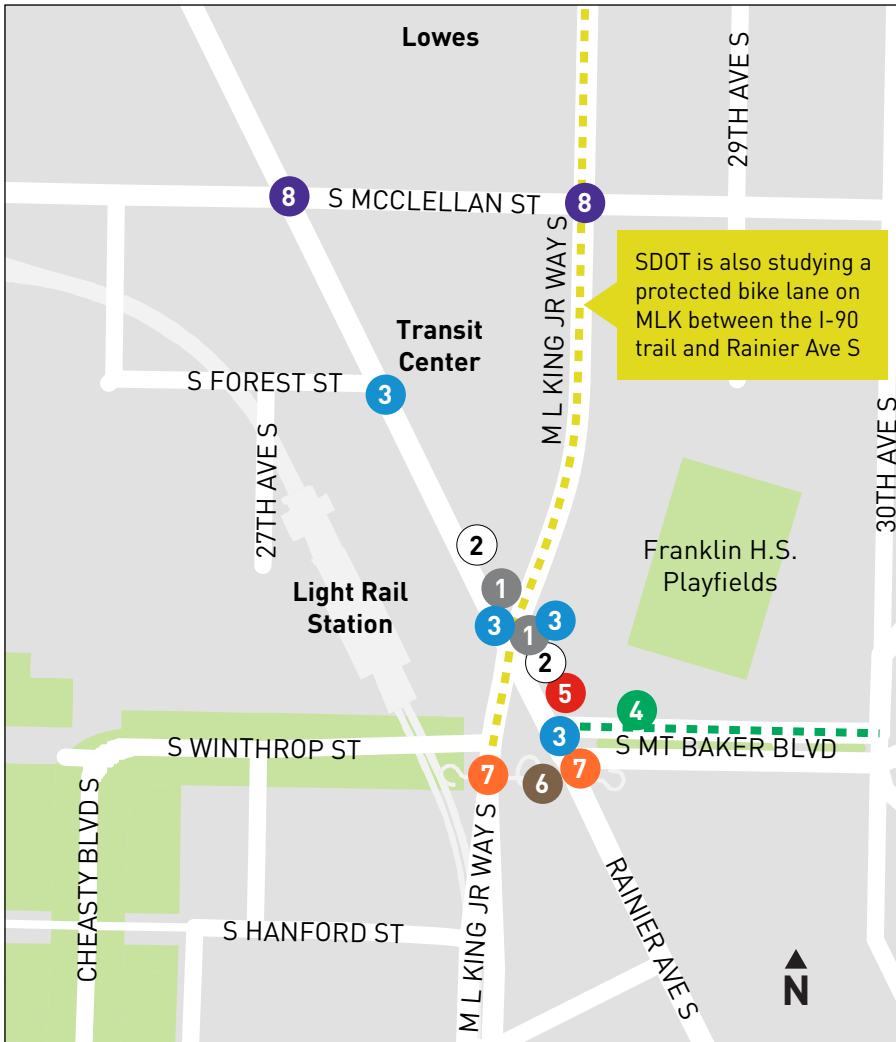 Lowes
29TH AVE S
8
S MCCLELLAN ST
8
M L KING JR WAY S
SDOT is also studying a
protected bike lane on
MLK between the I-90
trail and Rainier Ave S
Transit
Center
S FOREST ST
3
27TH AVE S
30TH AVE S
2
Franklin H.S.
Playfields
1
Light Rail
Station
3
3
1
2
5
4
3
S WINTHROP ST
S MT BAKER BLVD
7
6
7
CHEASTY BLVD S
M L KING JR WAY S
RAINIER AVE S
S HANFORD ST
N